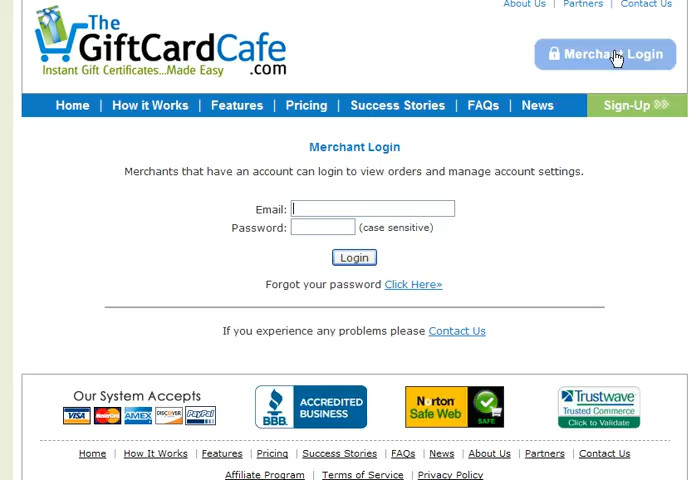 About Us | Partners | Contact Us
The
GiftCardCafe
.com
Instant Gift Certificates...Made Easy
Merchant Login
Home | How it Works | Features | Pricing | Success Stories | FAQs | News
Sign-Up
Merchant Login
Merchants that have an account can login to view orders and manage account settings.
Email:
Password: (case sensitive)
Login
Forgot your password Click Here»
If you experience any problems please Contact Us
Our System Accepts
VISA MasterCard AMEX DISCOVER PayPal
BBB. ACCREDITED BUSINESS
Norton Safe Web SAFE
Trustwave
Trusted Commerce
Click to Validate
Home | How It Works | Features | Pricing | Success Stories | FAQs | News | About Us | Partners | Contact Us
Affiliate Program | Terms of Service | Privacy Policy